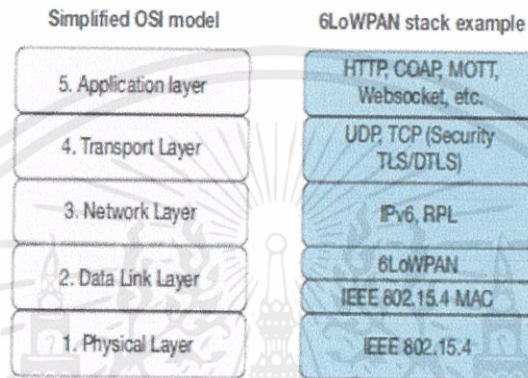 Simplified OSI model
6LoWPAN stack example
5. Application layer
HTTP, COAP, MOTT,
Websocket, etc.
4. Transport Layer
UDP, TCP (Security
TLS/DTLS)
3. Network Layer
IPv6, RPL
2. Data Link Layer
6LoWPAN
IEEE 802.15.4 MAC
1. Physical Layer
IEEE 802.15.4